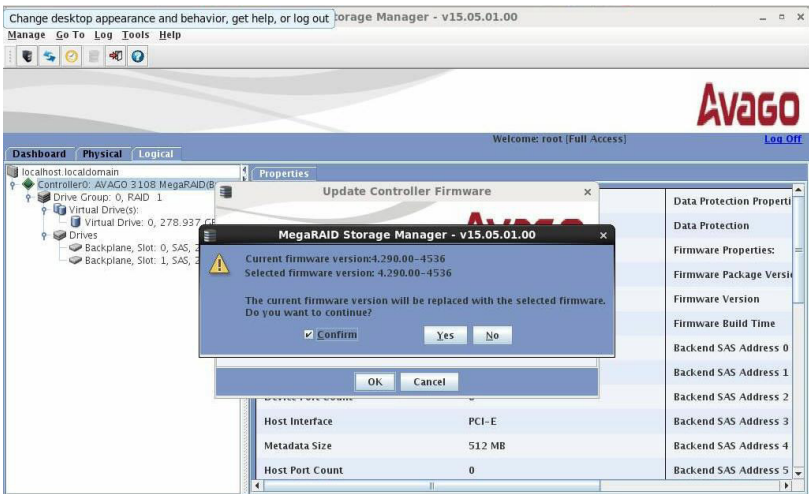 Change desktop appearance and behavior, get help, or log out
orage Manager - v15.05.01.00
Manage Go To Log Tools Help
AVAGO
Welcome: root [Full Access]
Log Off
Dashboard Physical Logical
localhost.localdomain
Controller0: AVAGO 3108 MegaRAID(B
Drive Group: 0, RAID 1
Virtual Drive(s):
Virtual Drive: 0, 278.937 GB
Drives
Backplane, Slot: 0, SAS, 2
Backplane, Slot: 1, SAS, 2
Properties
Update Controller Firmware
MegaRAID Storage Manager - v15.05.01.00
Current firmware version:4.290.00-4536
Selected firmware version: 4.290.00-4536
The current firmware version will be replaced with the selected firmware.
Do you want to continue?
Confirm
Yes No
OK Cancel
Host Interface PCI-E
Metadata Size 512 MB
Host Port Count 0
Data Protection Properti
Data Protection
Firmware Properties:
Firmware Package Versi
Firmware Version
Firmware Build Time
Backend SAS Address 0
Backend SAS Address 1
Backend SAS Address 2
Backend SAS Address 3
Backend SAS Address 4
Backend SAS Address 5